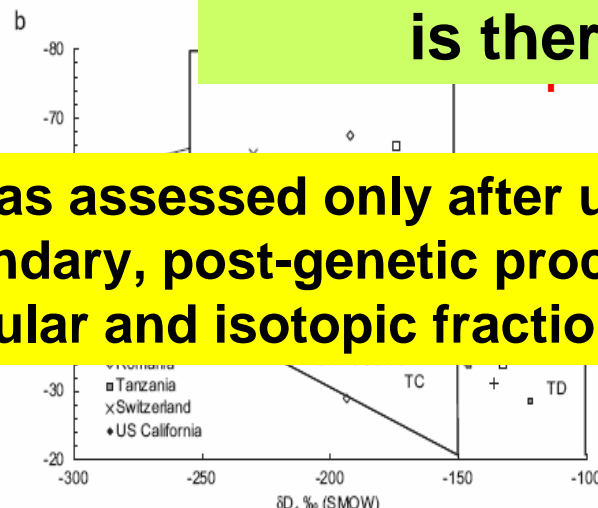 b
is ther
-80
-70
as assessed only after u
ndary, post-genetic proc
ular and isotopic fractio
Tanzania
Switzerland
US California
TC
TD
-30
-20
-300
-250
-200
-150
-100
δD, ‰ (SMOW)